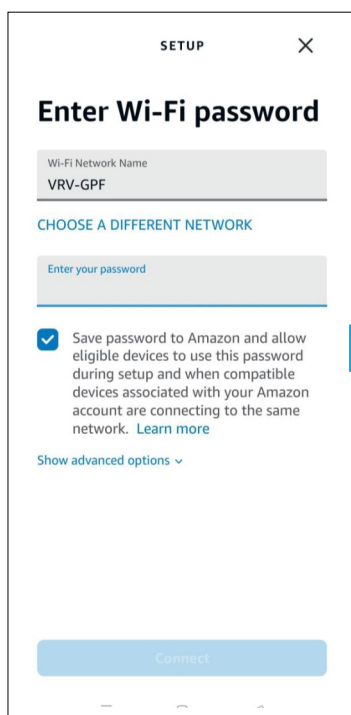 SETUP
Enter Wi-Fi password
Wi-Fi Network Name
VRV-GPF
CHOOSE A DIFFERENT NETWORK
Enter your password
Save password to Amazon and allow
eligible devices to use this password
during setup and when compatible
devices associated with your Amazon
account are connecting to the same
network. Learn more
Show advanced options
Connect